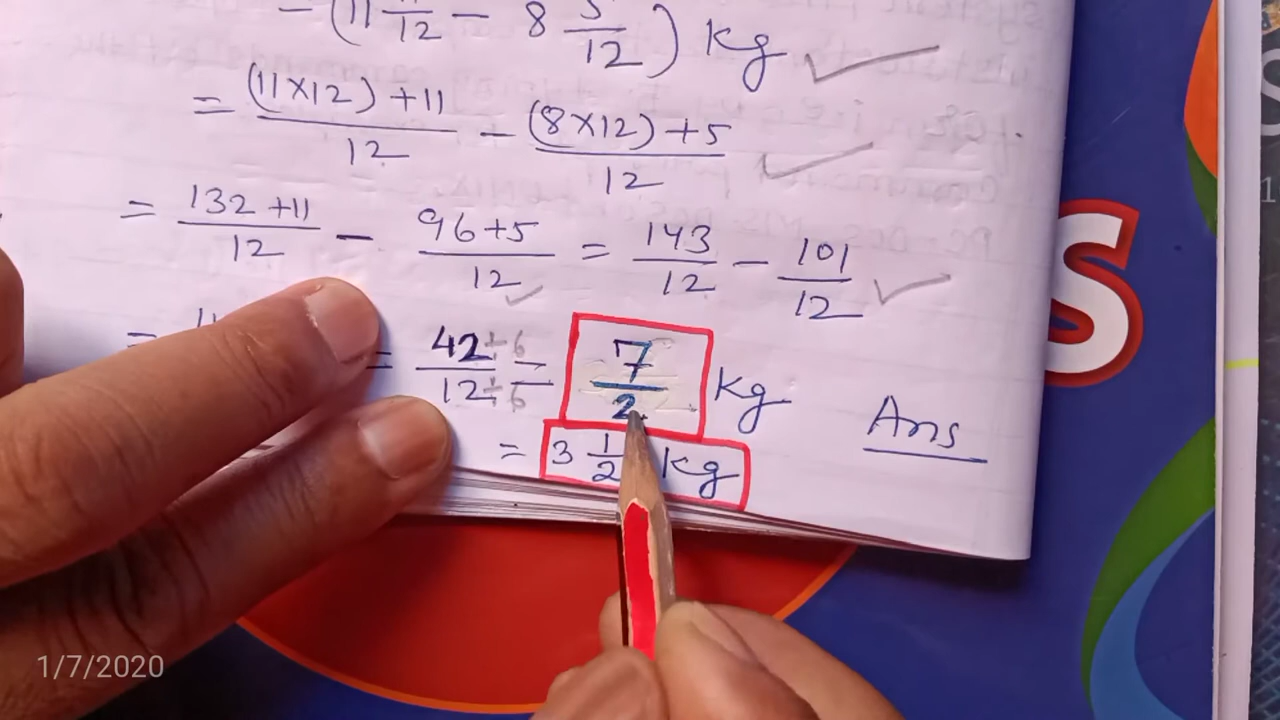 = (11 11/12 - 8 5/12) Kg
= (11×12)+11/12 - (8×12)+5/12
= 132+11/12 - 96+5/12 = 143/12 - 101/12
= = 42÷6/12÷6 = 7/2 Kg Ans
= 3 1/2 Kg
S
1/7/2020